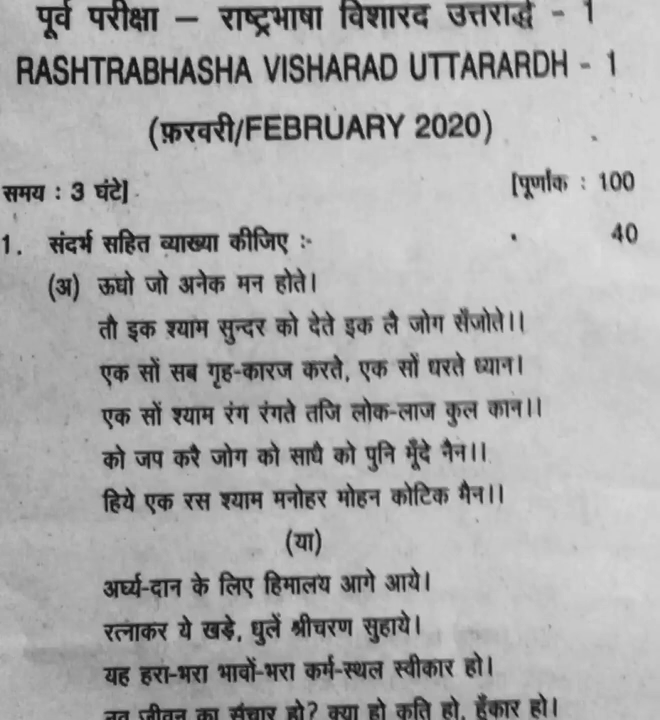 पूर्व परीक्षा – राष्ट्रभाषा विशारद उत्तरार्द्ध - 1
RASHTRABHASHA VISHARAD UTTARARDH - 1
(फ़रवरी/FEBRUARY 2020)
समय : 3 घंटे] [पूर्णांक : 100
1. संदर्भ सहित व्याख्या कीजिए :- 40
(अ) ऊधो जो अनेक मन होते।
तौ इक श्याम सुन्दर को देते इक लै जोग सँजोते।।
एक सों सब गृह-कारज करते, एक सों धरते ध्यान।
एक सों श्याम रंग रंगते तजि लोक-लाज कुल कान।।
को जप करै जोग को साधै को पुनि मूँदे नैन।।
हिये एक रस श्याम मनोहर मोहन कोटिक मैन।।
(या)
अर्घ्य-दान के लिए हिमालय आगे आये।
रत्नाकर ये खड़े, धुलें श्रीचरण सुहाये।
यह हरा-भरा भावों-भरा कर्म-स्थल स्वीकार हो।
नव जीवन का संचार हो? क्या हो कृति हो, हुँकार हो।